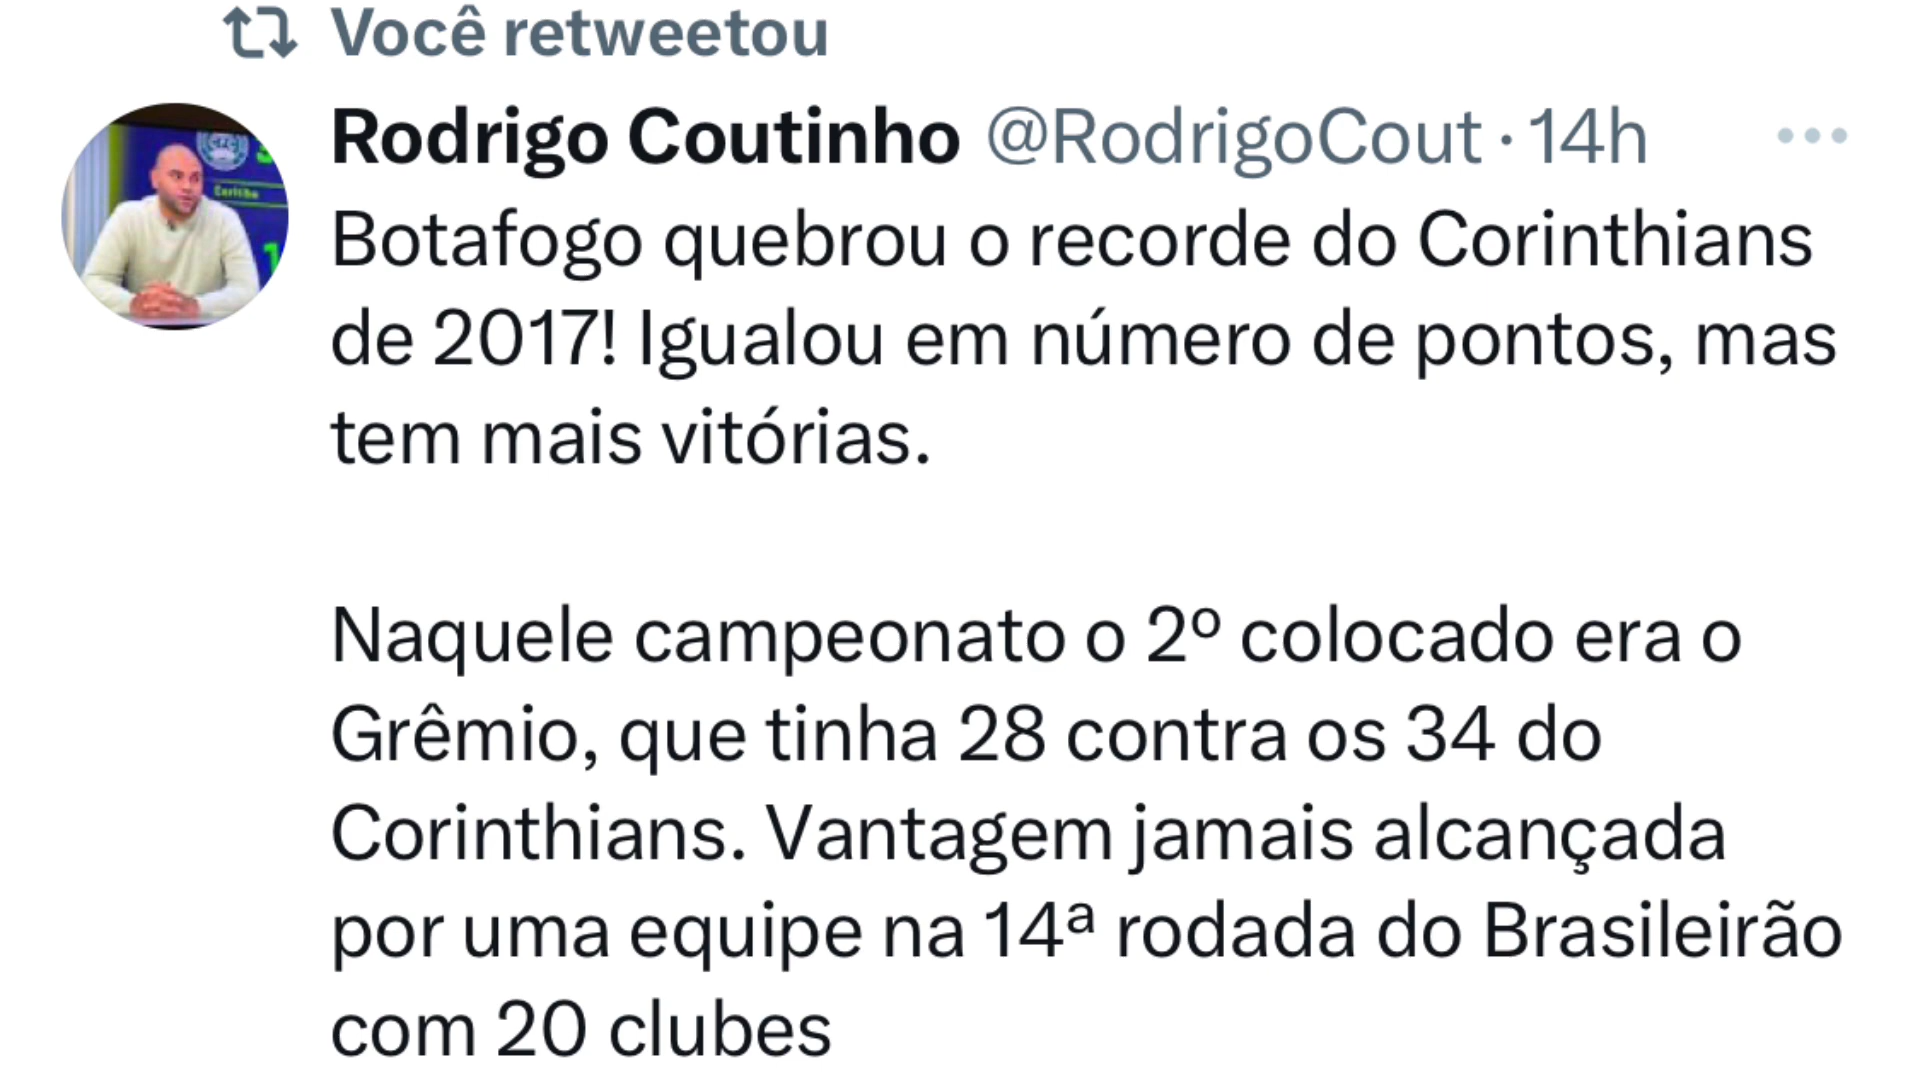 Você retweetou
Rodrigo Coutinho @RodrigoCout · 14h
Botafogo quebrou o recorde do Corinthians
de 2017! Igualou em número de pontos, mas
tem mais vitórias.
Naquele campeonato o 2º colocado era o
Grêmio, que tinha 28 contra os 34 do
Corinthians. Vantagem jamais alcançada
por uma equipe na 14ª rodada do Brasileirão
com 20 clubes